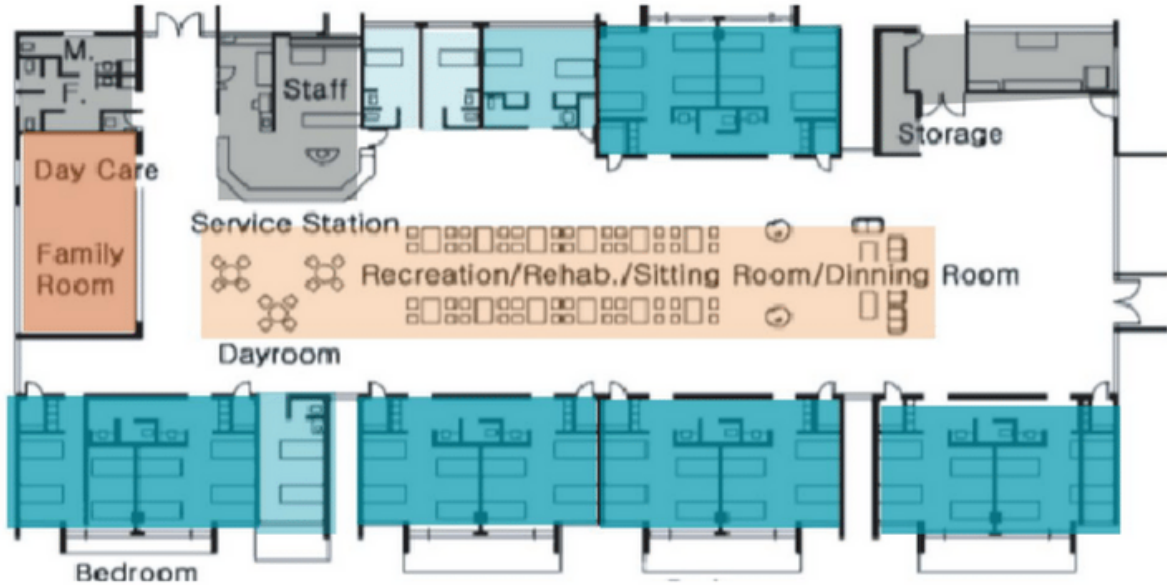 M.
F.
Staff
Storage
Day Care
Service Station
Family
Room
Recreation/Rehab./Sitting Room/Dinning Room
Dayroom
Bedroom